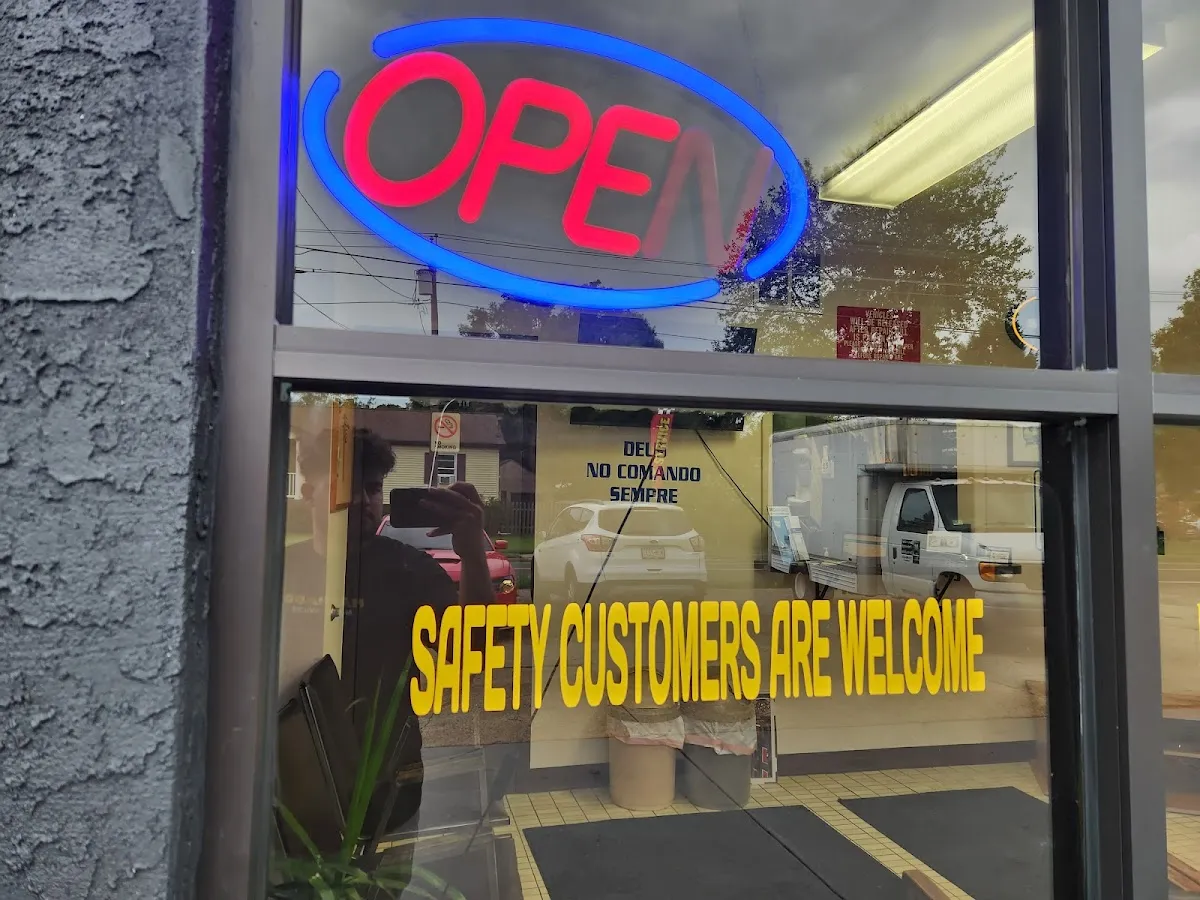 OPEN
DEUS
NO COMANDO
SEMPRE
SAFETY CUSTOMERS ARE WELCOME